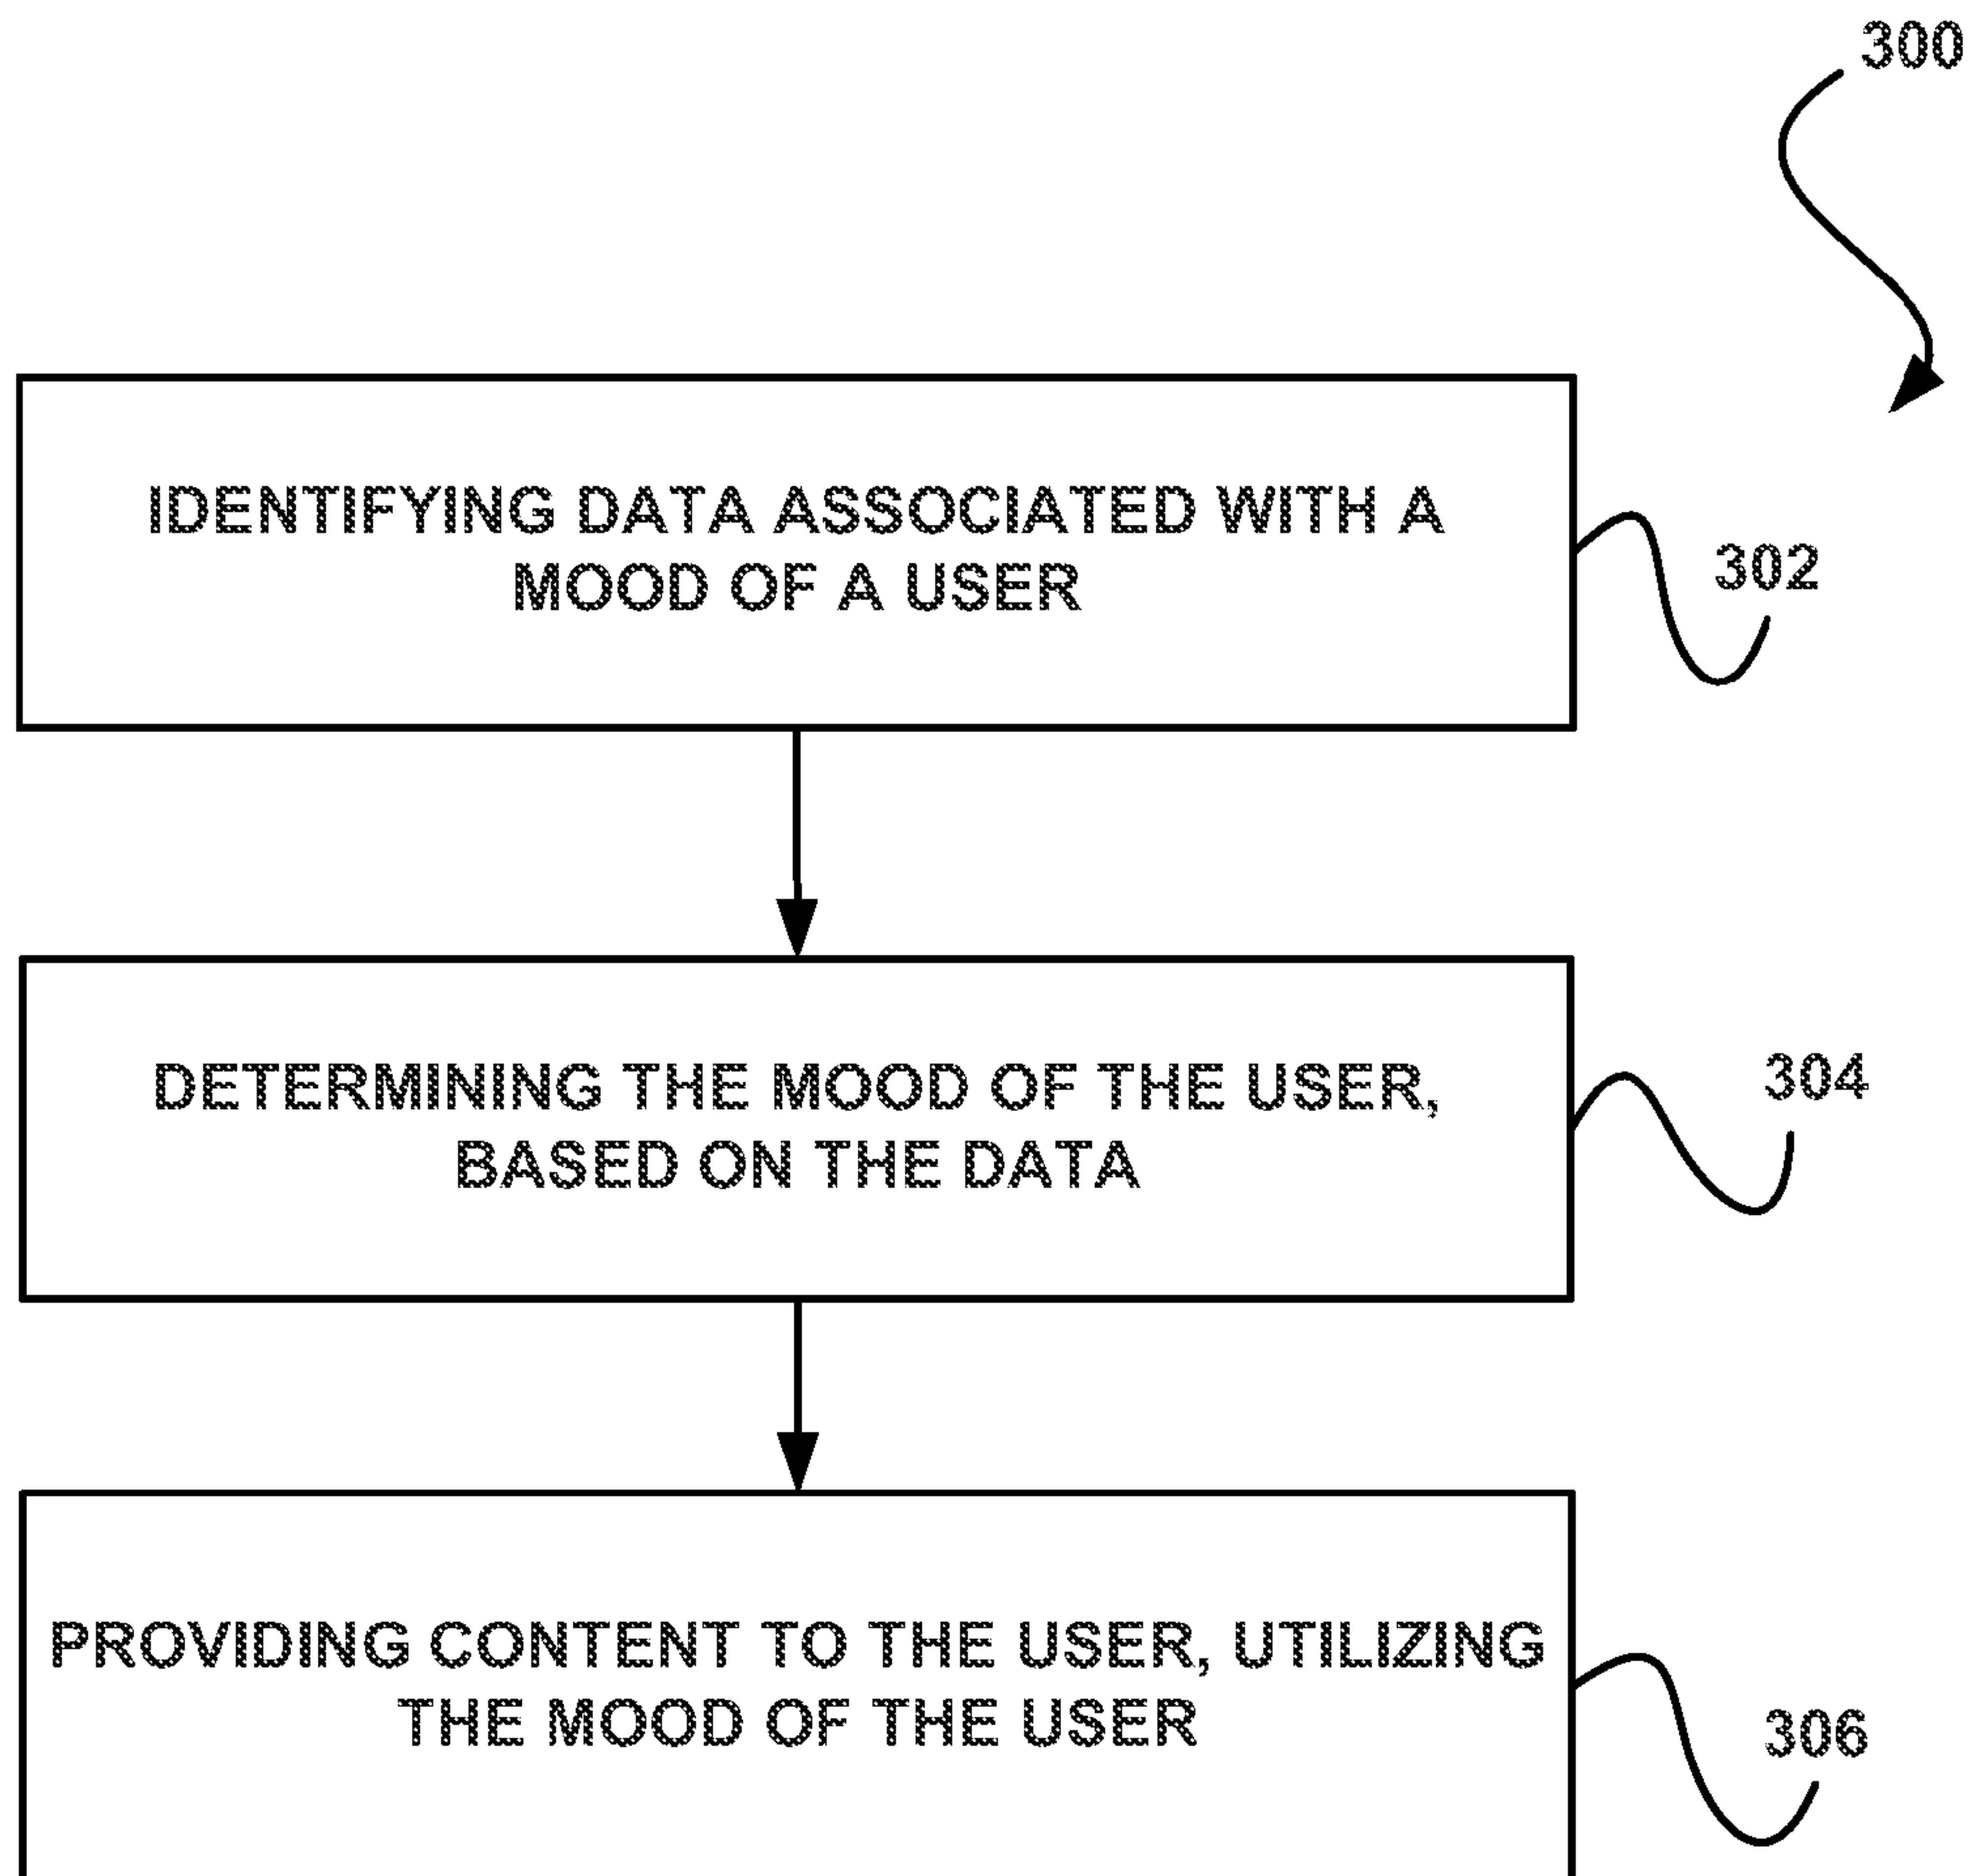 300
IDENTIFYING DATA ASSOCIATED WITH A
MOOD OF A USER
302
DETERMINING THE MOOD OF THE USER,
BASED ON THE DATA
304
PROVIDING CONTENT TO THE USER, UTILIZING
THE MOOD OF THE USER
306